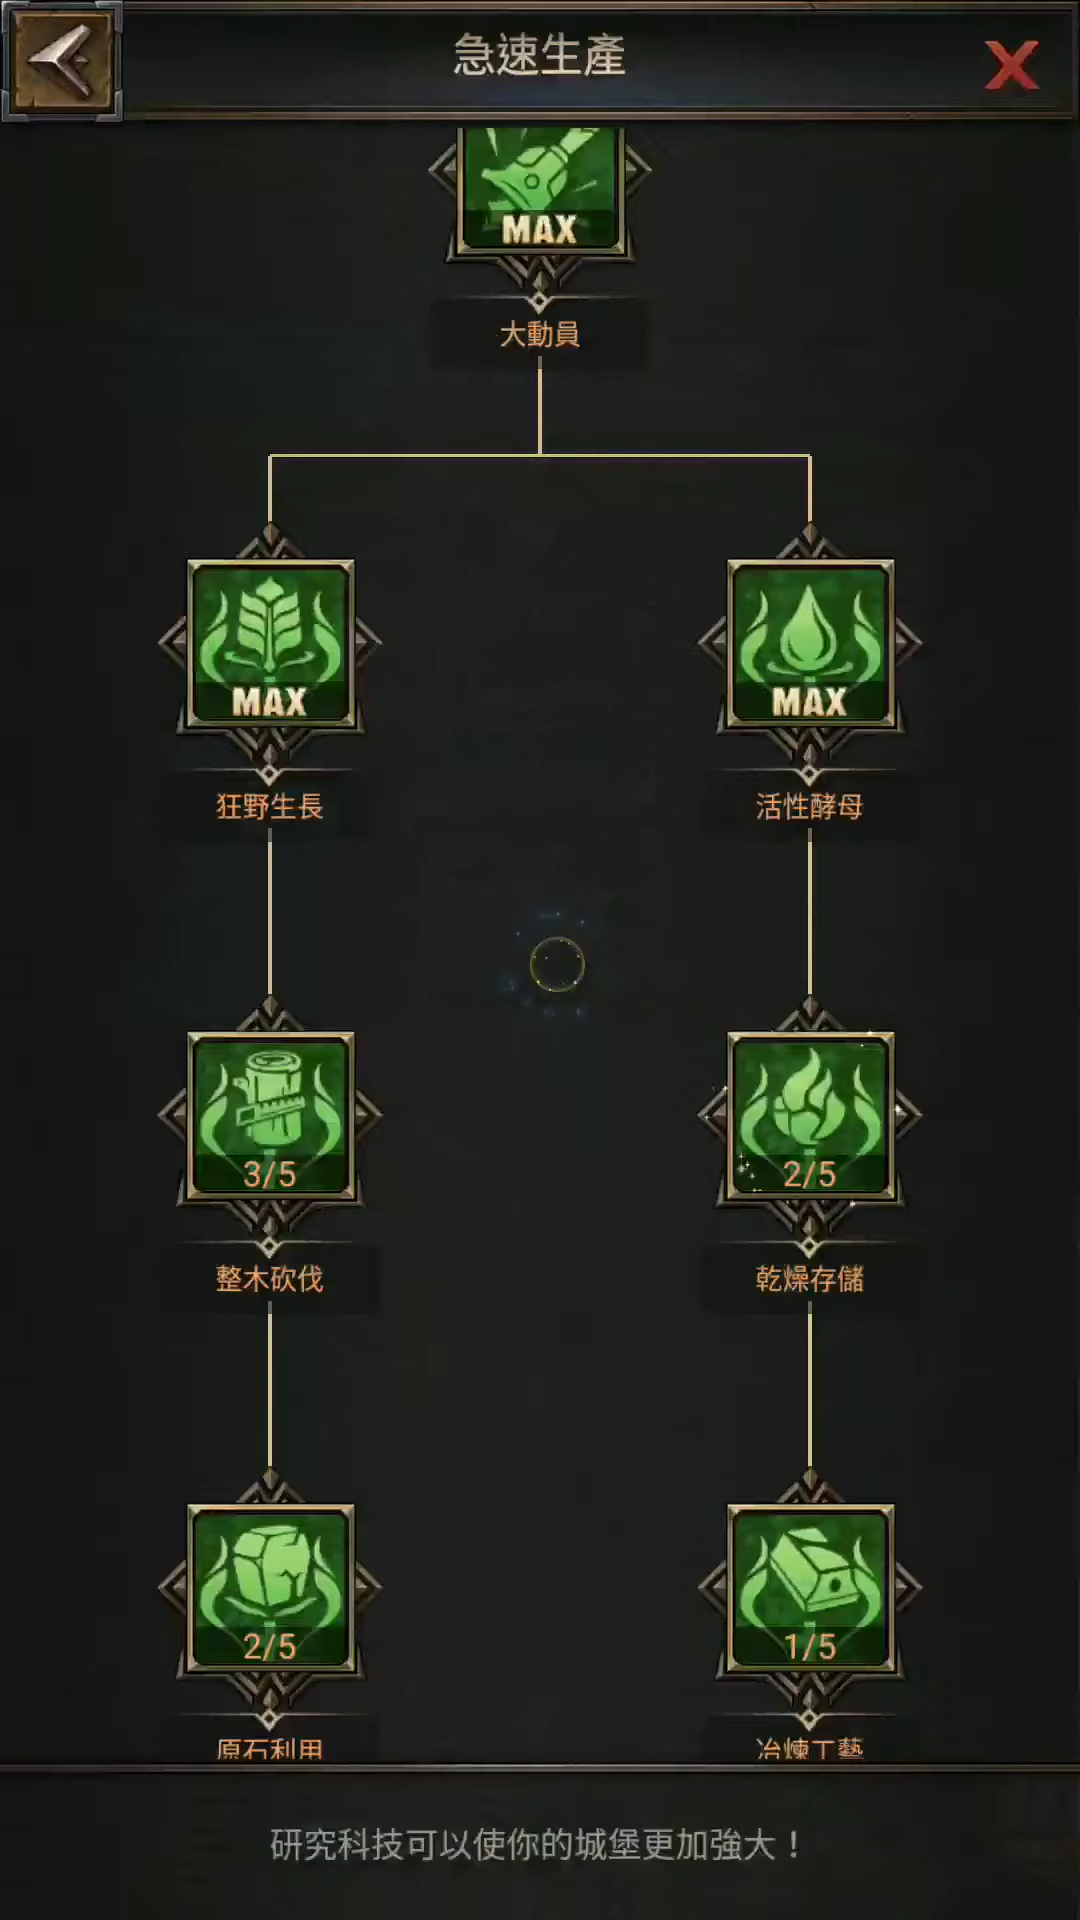 急速生產
MAX
大動員
MAX
MAX
狂野生長
活性酵母
3/5
2/5
整木砍伐
乾燥存儲
2/5
1/5
原石利用
冶煉工藝
研究科技可以使你的城堡更加強大！